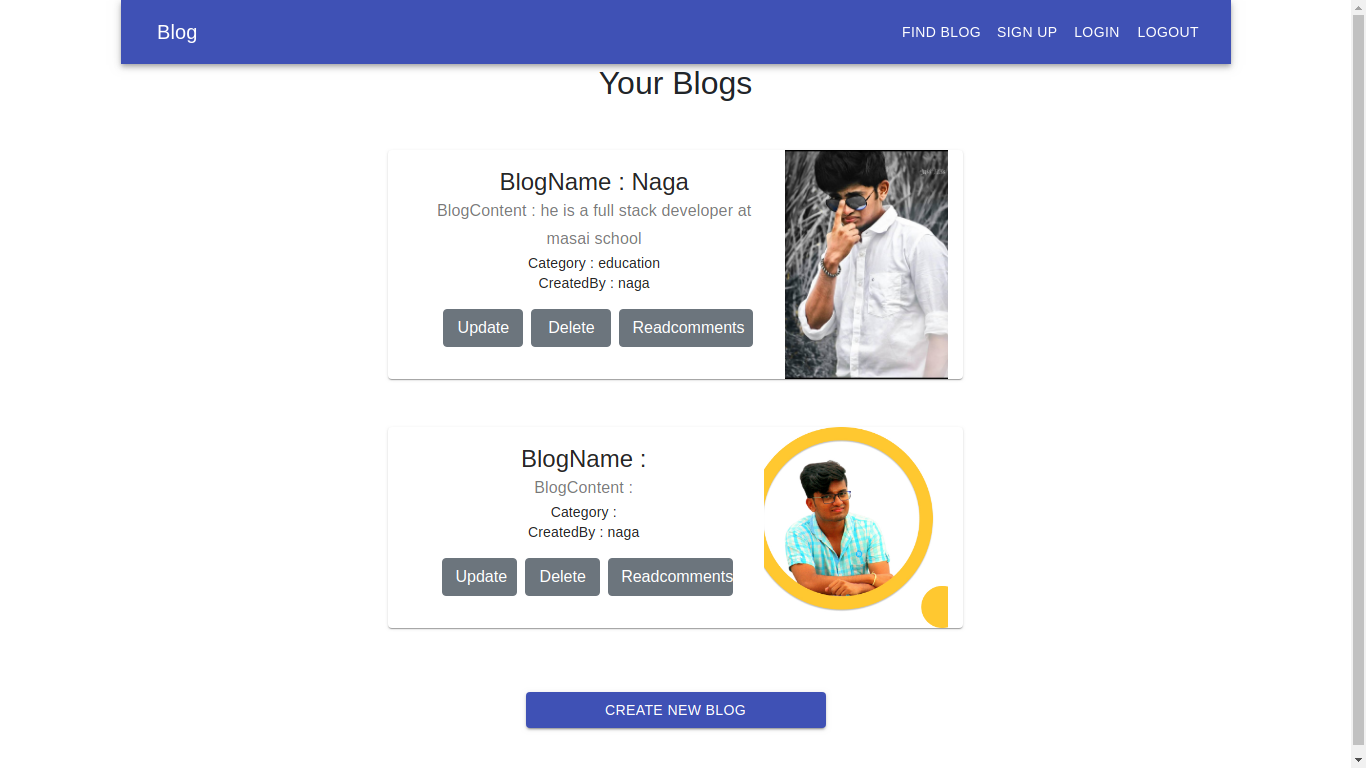 Blog
FIND BLOG SIGN UP LOGIN LOGOUT
Your Blogs
BlogName : Naga
BlogContent : he is a full stack developer at
masai school
Category : education
CreatedBy : naga
Update Delete Readcomments
BlogName :
BlogContent :
Category :
CreatedBy : naga
Update Delete Readcomments
CREATE NEW BLOG